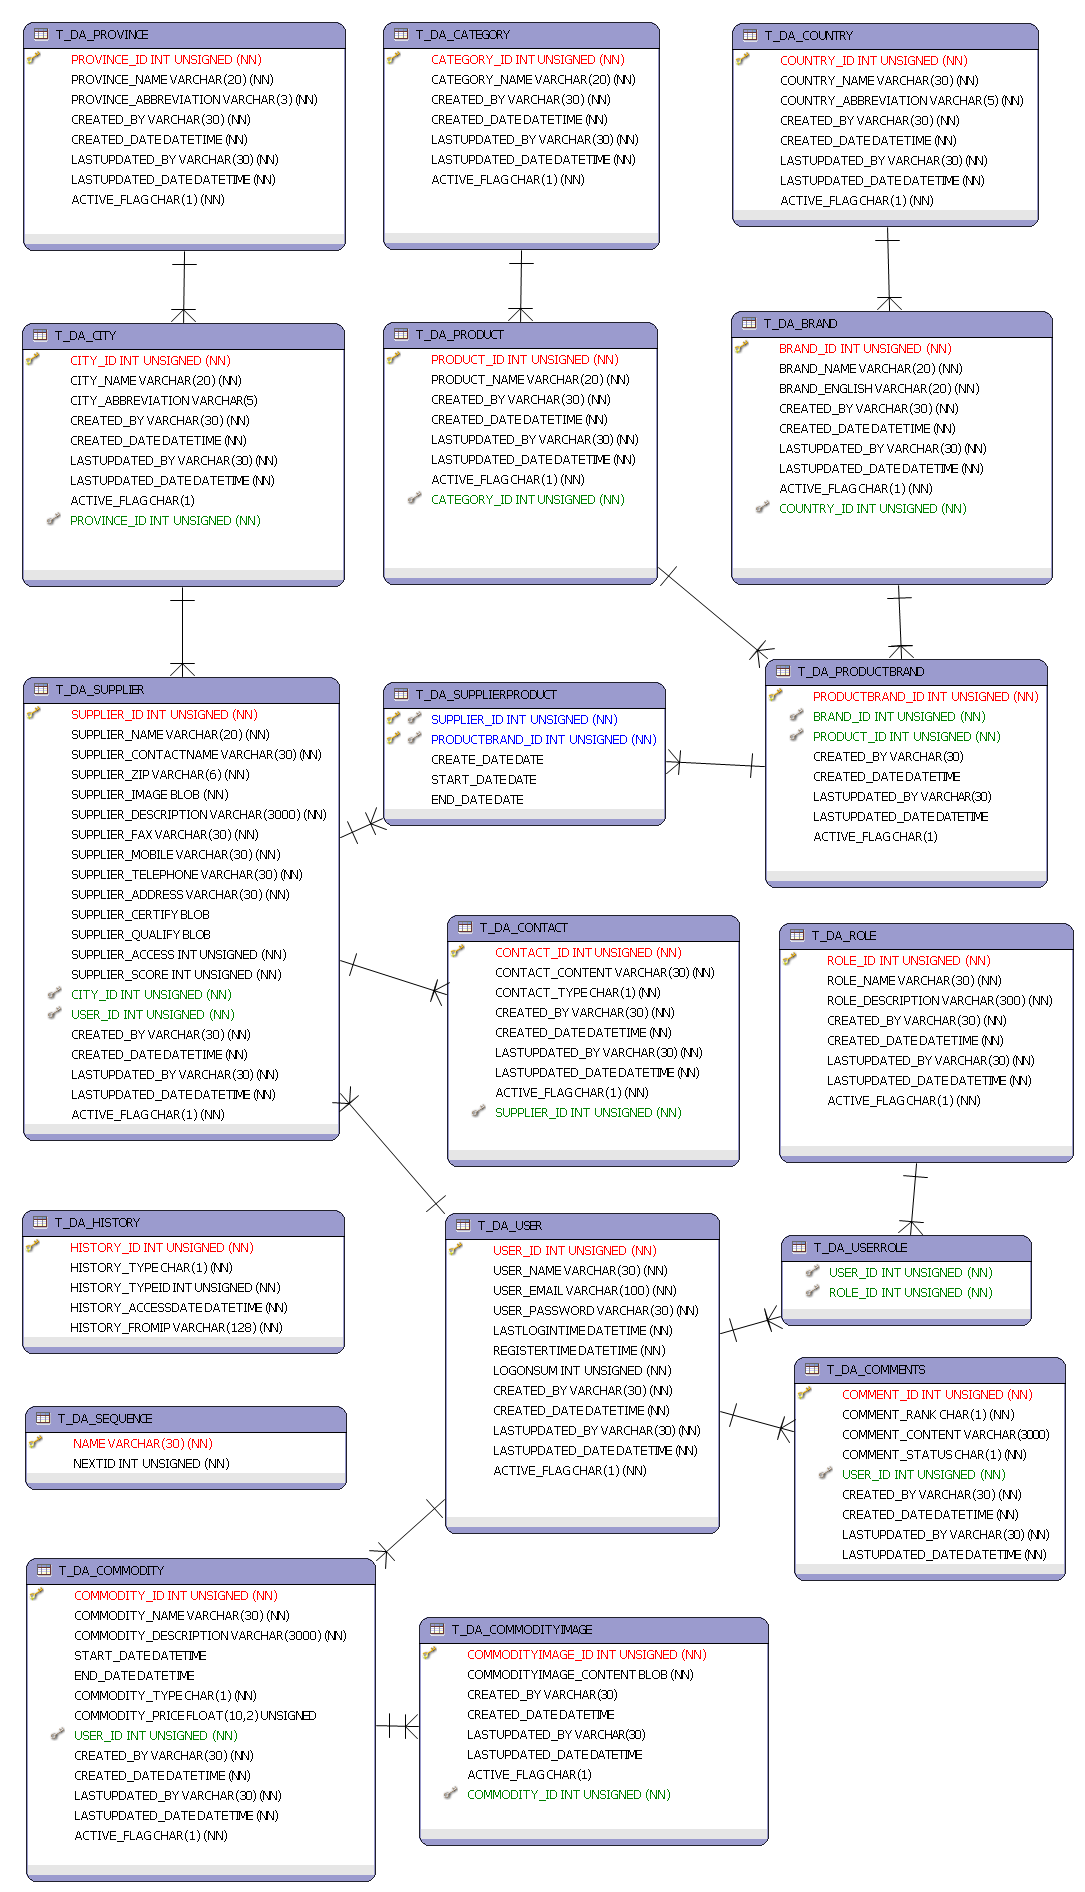 T_DA_PROVINCE
PROVINCE_ID INT UNSIGNED (NN)
PROVINCE_NAME VARCHAR(20) (NN)
PROVINCE_ABBREVIATION VARCHAR(3) (NN)
CREATED_BY VARCHAR(30) (NN)
CREATED_DATE DATETIME (NN)
LASTUPDATED_BY VARCHAR(30) (NN)
LASTUPDATED_DATE DATETIME (NN)
ACTIVE_FLAG CHAR(1) (NN)
T_DA_CATEGORY
CATEGORY_ID INT UNSIGNED (NN)
CATEGORY_NAME VARCHAR(20) (NN)
CREATED_BY VARCHAR(30) (NN)
CREATED_DATE DATETIME (NN)
LASTUPDATED_BY VARCHAR(30) (NN)
LASTUPDATED_DATE DATETIME (NN)
ACTIVE_FLAG CHAR(1) (NN)
T_DA_COUNTRY
COUNTRY_ID INT UNSIGNED (NN)
COUNTRY_NAME VARCHAR(30) (NN)
COUNTRY_ABBREVIATION VARCHAR(5) (NN)
CREATED_BY VARCHAR(30) (NN)
CREATED_DATE DATETIME (NN)
LASTUPDATED_BY VARCHAR(30) (NN)
LASTUPDATED_DATE DATETIME (NN)
ACTIVE_FLAG CHAR(1) (NN)
T_DA_CITY
CITY_ID INT UNSIGNED (NN)
CITY_NAME VARCHAR(20) (NN)
CITY_ABBREVIATION VARCHAR(5)
CREATED_BY VARCHAR(30) (NN)
CREATED_DATE DATETIME (NN)
LASTUPDATED_BY VARCHAR(30) (NN)
LASTUPDATED_DATE DATETIME (NN)
ACTIVE_FLAG CHAR(1)
PROVINCE_ID INT UNSIGNED (NN)
T_DA_PRODUCT
PRODUCT_ID INT UNSIGNED (NN)
PRODUCT_NAME VARCHAR(20) (NN)
CREATED_BY VARCHAR(30) (NN)
CREATED_DATE DATETIME (NN)
LASTUPDATED_BY VARCHAR(30) (NN)
LASTUPDATED_DATE DATETIME (NN)
ACTIVE_FLAG CHAR(1) (NN)
CATEGORY_ID INT UNSIGNED (NN)
T_DA_BRAND
BRAND_ID INT UNSIGNED (NN)
BRAND_NAME VARCHAR(20) (NN)
BRAND_ENGLISH VARCHAR(20) (NN)
CREATED_BY VARCHAR(30) (NN)
CREATED_DATE DATETIME (NN)
LASTUPDATED_BY VARCHAR(30) (NN)
LASTUPDATED_DATE DATETIME (NN)
ACTIVE_FLAG CHAR(1) (NN)
COUNTRY_ID INT UNSIGNED (NN)
T_DA_SUPPLIER
SUPPLIER_ID INT UNSIGNED (NN)
SUPPLIER_NAME VARCHAR(20) (NN)
SUPPLIER_CONTACTNAME VARCHAR(30) (NN)
SUPPLIER_ZIP VARCHAR(6) (NN)
SUPPLIER_IMAGE BLOB (NN)
SUPPLIER_DESCRIPTION VARCHAR(3000) (NN)
SUPPLIER_FAX VARCHAR(30) (NN)
SUPPLIER_MOBILE VARCHAR(30) (NN)
SUPPLIER_TELEPHONE VARCHAR(30) (NN)
SUPPLIER_ADDRESS VARCHAR(30) (NN)
SUPPLIER_CERTIFY BLOB
SUPPLIER_QUALIFY BLOB
SUPPLIER_ACCESS INT UNSIGNED (NN)
SUPPLIER_SCORE INT UNSIGNED (NN)
CITY_ID INT UNSIGNED (NN)
USER_ID INT UNSIGNED (NN)
CREATED_BY VARCHAR(30) (NN)
CREATED_DATE DATETIME (NN)
LASTUPDATED_BY VARCHAR(30) (NN)
LASTUPDATED_DATE DATETIME (NN)
ACTIVE_FLAG CHAR(1) (NN)
T_DA_SUPPLIERPRODUCT
SUPPLIER_ID INT UNSIGNED (NN)
PRODUCTBRAND_ID INT UNSIGNED (NN)
CREATE_DATE DATE
START_DATE DATE
END_DATE DATE
T_DA_PRODUCTBRAND
PRODUCTBRAND_ID INT UNSIGNED (NN)
BRAND_ID INT UNSIGNED (NN)
PRODUCT_ID INT UNSIGNED (NN)
CREATED_BY VARCHAR(30)
CREATED_DATE DATETIME
LASTUPDATED_BY VARCHAR(30)
LASTUPDATED_DATE DATETIME
ACTIVE_FLAG CHAR(1)
T_DA_CONTACT
CONTACT_ID INT UNSIGNED (NN)
CONTACT_CONTENT VARCHAR(30) (NN)
CONTACT_TYPE CHAR(1) (NN)
CREATED_BY VARCHAR(30) (NN)
CREATED_DATE DATETIME (NN)
LASTUPDATED_BY VARCHAR(30) (NN)
LASTUPDATED_DATE DATETIME (NN)
ACTIVE_FLAG CHAR(1) (NN)
SUPPLIER_ID INT UNSIGNED (NN)
T_DA_ROLE
ROLE_ID INT UNSIGNED (NN)
ROLE_NAME VARCHAR(30) (NN)
ROLE_DESCRIPTION VARCHAR(300) (NN)
CREATED_BY VARCHAR(30) (NN)
CREATED_DATE DATETIME (NN)
LASTUPDATED_BY VARCHAR(30) (NN)
LASTUPDATED_DATE DATETIME (NN)
ACTIVE_FLAG CHAR(1) (NN)
T_DA_HISTORY
HISTORY_ID INT UNSIGNED (NN)
HISTORY_TYPE CHAR(1) (NN)
HISTORY_TYPEID INT UNSIGNED (NN)
HISTORY_ACCESSDATE DATETIME (NN)
HISTORY_FROMIP VARCHAR(128) (NN)
T_DA_USER
USER_ID INT UNSIGNED (NN)
USER_NAME VARCHAR(30) (NN)
USER_EMAIL VARCHAR(100) (NN)
USER_PASSWORD VARCHAR(30) (NN)
LASTLOGINTIME DATETIME (NN)
REGISTERTIME DATETIME (NN)
LOGONSUM INT UNSIGNED (NN)
CREATED_BY VARCHAR(30) (NN)
CREATED_DATE DATETIME (NN)
LASTUPDATED_BY VARCHAR(30) (NN)
LASTUPDATED_DATE DATETIME (NN)
ACTIVE_FLAG CHAR(1) (NN)
T_DA_USERROLE
USER_ID INT UNSIGNED (NN)
ROLE_ID INT UNSIGNED (NN)
T_DA_COMMENTS
COMMENT_ID INT UNSIGNED (NN)
COMMENT_RANK CHAR(1) (NN)
COMMENT_CONTENT VARCHAR(3000)
COMMENT_STATUS CHAR(1) (NN)
USER_ID INT UNSIGNED (NN)
CREATED_BY VARCHAR(30) (NN)
CREATED_DATE DATETIME (NN)
LASTUPDATED_BY VARCHAR(30) (NN)
LASTUPDATED_DATE DATETIME (NN)
T_DA_SEQUENCE
NAME VARCHAR(30) (NN)
NEXTID INT UNSIGNED (NN)
T_DA_COMMODITY
COMMODITY_ID INT UNSIGNED (NN)
COMMODITY_NAME VARCHAR(30) (NN)
COMMODITY_DESCRIPTION VARCHAR(3000) (NN)
START_DATE DATETIME
END_DATE DATETIME
COMMODITY_TYPE CHAR(1) (NN)
COMMODITY_PRICE FLOAT(10,2) UNSIGNED
USER_ID INT UNSIGNED (NN)
CREATED_BY VARCHAR(30) (NN)
CREATED_DATE DATETIME (NN)
LASTUPDATED_BY VARCHAR(30) (NN)
LASTUPDATED_DATE DATETIME (NN)
ACTIVE_FLAG CHAR(1) (NN)
T_DA_COMMODITYIMAGE
COMMODITYIMAGE_ID INT UNSIGNED (NN)
COMMODITYIMAGE_CONTENT BLOB (NN)
CREATED_BY VARCHAR(30)
CREATED_DATE DATETIME
LASTUPDATED_BY VARCHAR(30)
LASTUPDATED_DATE DATETIME
ACTIVE_FLAG CHAR(1)
COMMODITY_ID INT UNSIGNED (NN)